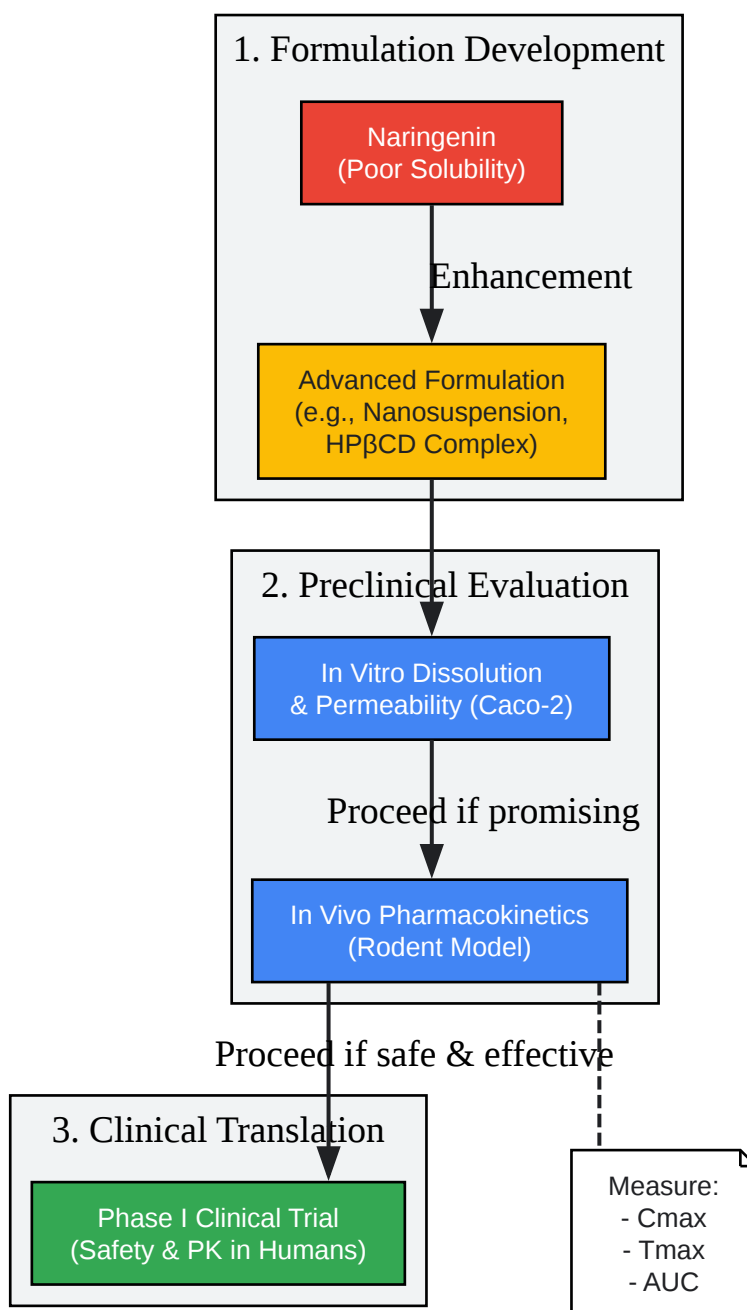 1. Formulation Development
Naringenin
(Poor Solubility)
Enhancement
Advanced Formulation
(e.g., Nanosuspension,
HPβCD Complex)
2. Preclinical Evaluation
In Vitro Dissolution
& Permeability (Caco-2)
Proceed if promising
In Vivo Pharmacokinetics
(Rodent Model)
Proceed if safe & effective
3. Clinical Translation
Phase I Clinical Trial
(Safety & PK in Humans)
Measure:
- Cmax
- Tmax
- AUC